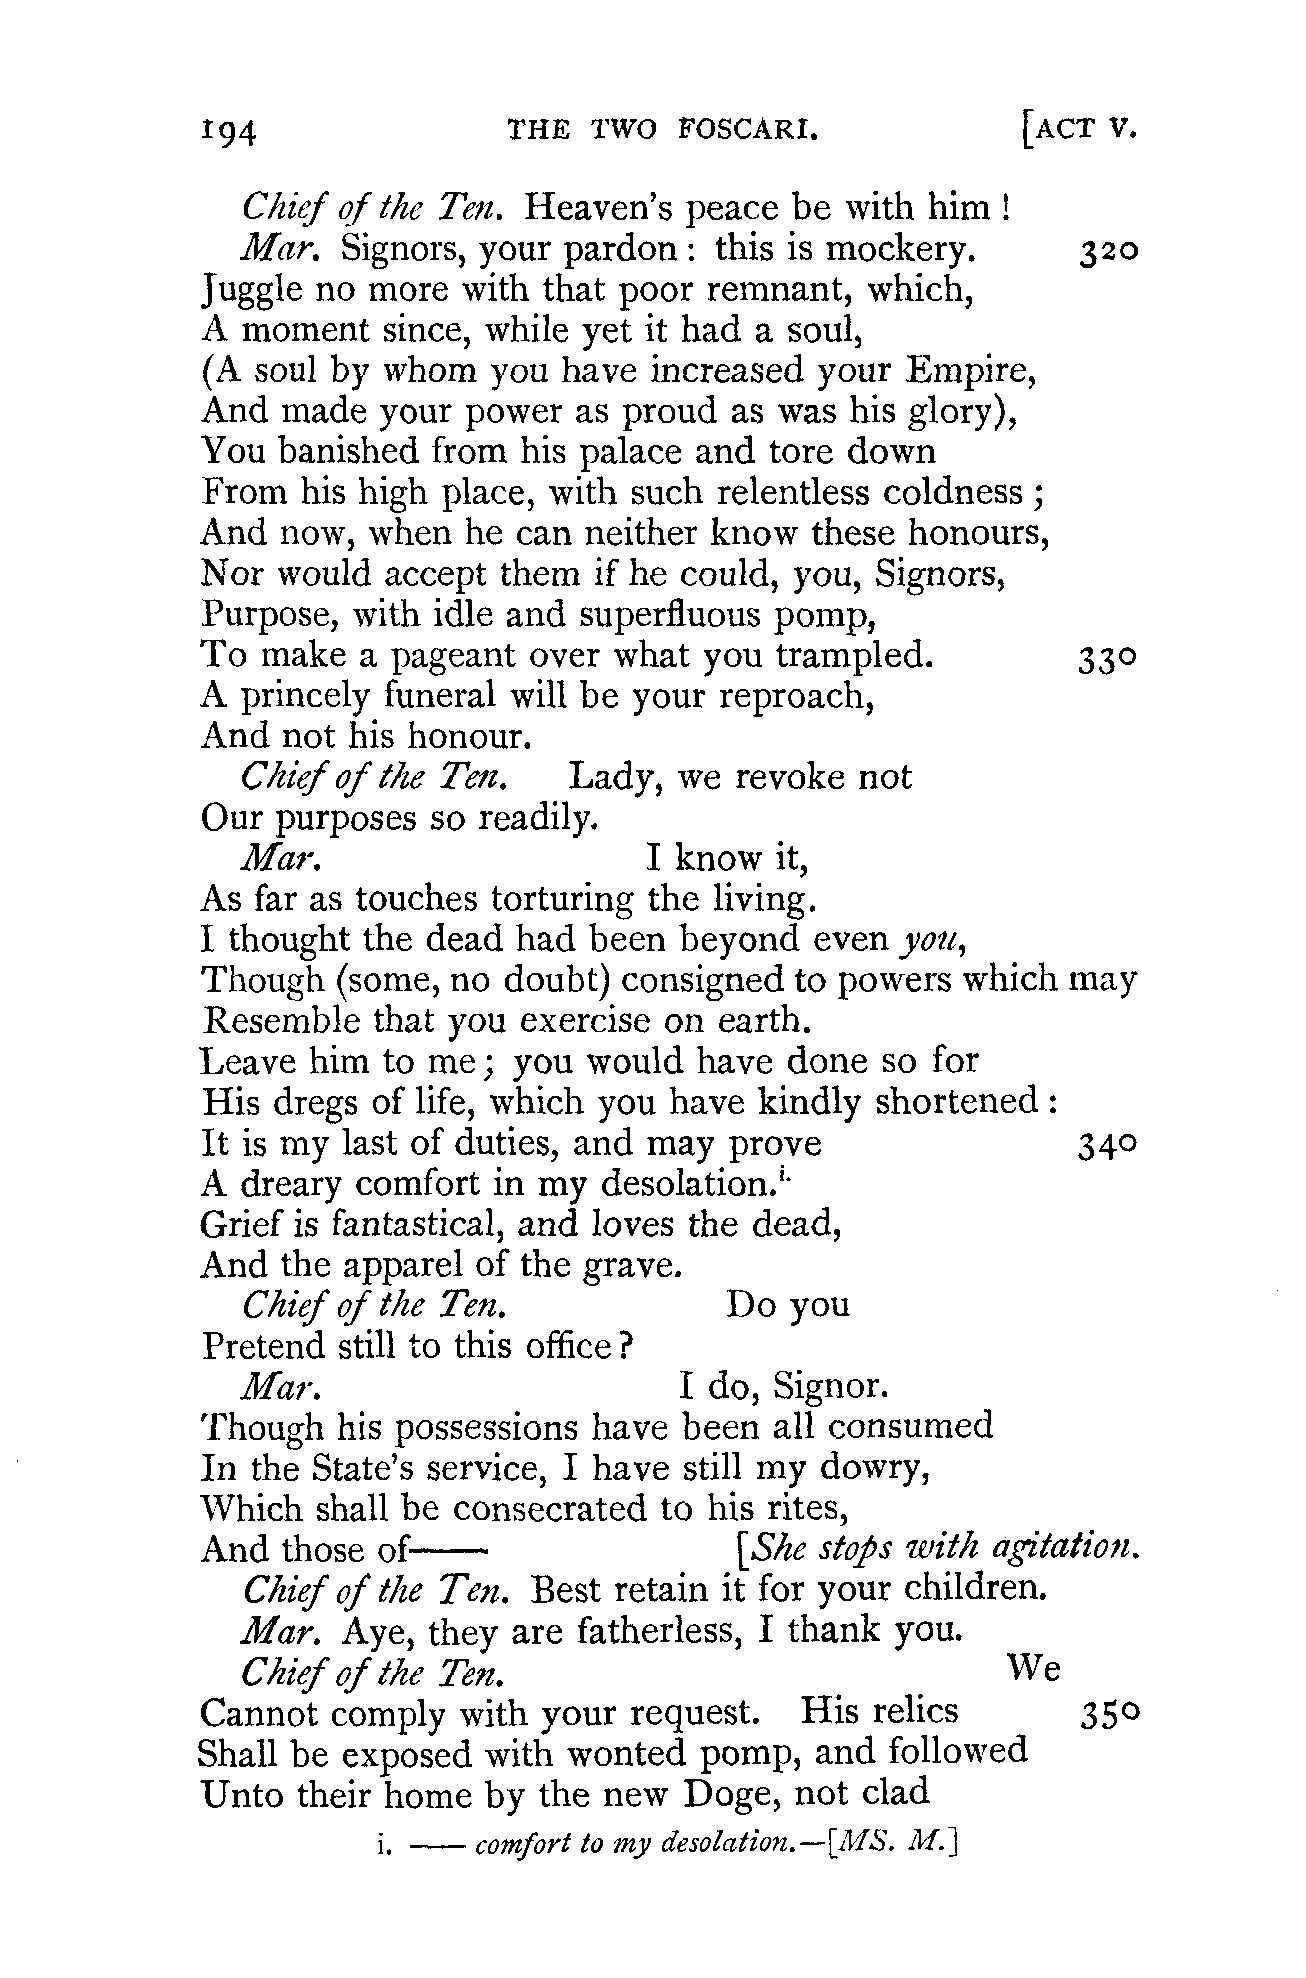 194 THE TWO FOSCARI. [ACT V.
Chief of the Ten. Heaven's peace be with him!
Mar. Signors, your pardon: this is mockery. 320
Juggle no more with that poor remnant, which,
A moment since, while yet it had a soul,
(A soul by whom you have increased your Empire,
And made your power as proud as was his glory),
You banished from his palace and tore down
From his high place, with such relentless coldness;
And now, when he can neither know these honours,
Nor would accept them if he could, you, Signors,
Purpose, with idle and superfluous pomp,
To make a pageant over what you trampled. 330
A princely funeral will be your reproach,
And not his honour.
Chief of the Ten. Lady, we revoke not
Our purposes so readily.
Mar. I know it,
As far as touches torturing the living.
I thought the dead had been beyond even you,
Though (some, no doubt) consigned to powers which may
Resemble that you exercise on earth.
Leave him to me; you would have done so for
His dregs of life, which you have kindly shortened:
It is my last of duties, and may prove 340
A dreary comfort in my desolation.i.
Grief is fantastical, and loves the dead,
And the apparel of the grave.
Chief of the Ten. Do you
Pretend still to this office?
Mar. I do, Signor.
Though his possessions have been all consumed
In the State's service, I have still my dowry,
Which shall be consecrated to his rites,
And those of—— [She stops with agitation.
Chief of the Ten. Best retain it for your children.
Mar. Aye, they are fatherless, I thank you.
Chief of the Ten. We
Cannot comply with your request. His relics 350
Shall be exposed with wonted pomp, and followed
Unto their home by the new Doge, not clad
i. —— comfort to my desolation.—[MS. M.]